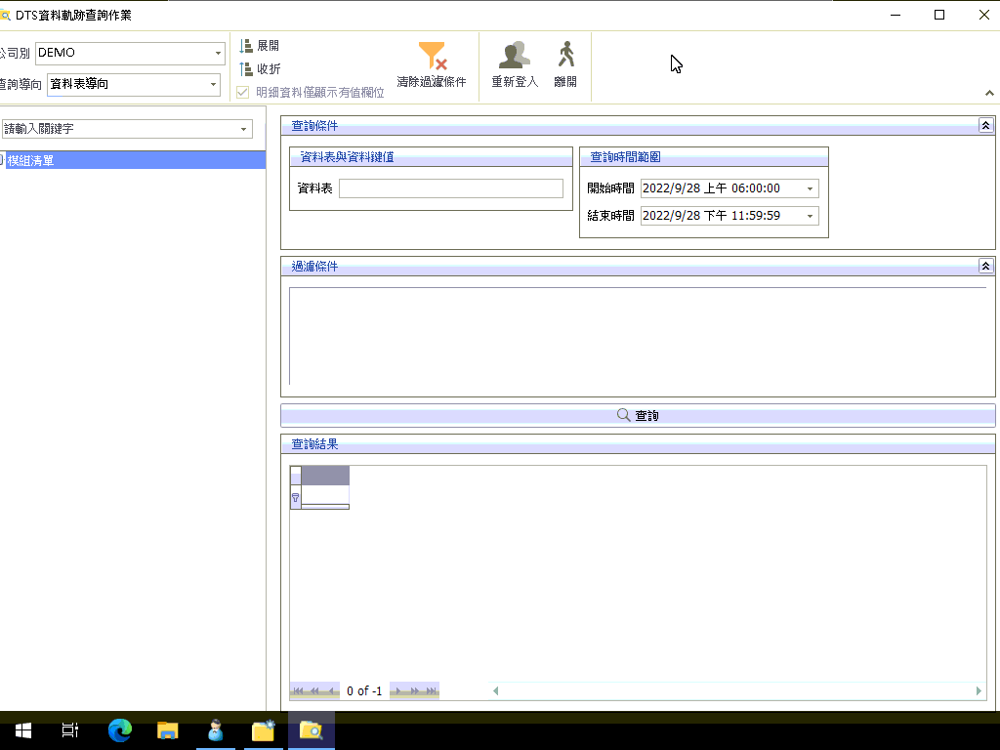 DTS資料軌跡查詢作業
公司別 DEMO
查詢導向 資料表導向
展開
收折
明細資料僅顯示有值欄位
清除過濾條件
重新登入
離開
請輸入關鍵字
模組清單
查詢條件
資料表與資料鍵值
資料表
查詢時間範圍
開始時間 2022/9/28 上午 06:00:00
結束時間 2022/9/28 下午 11:59:59
過濾條件
查詢
查詢結果
0 of -1